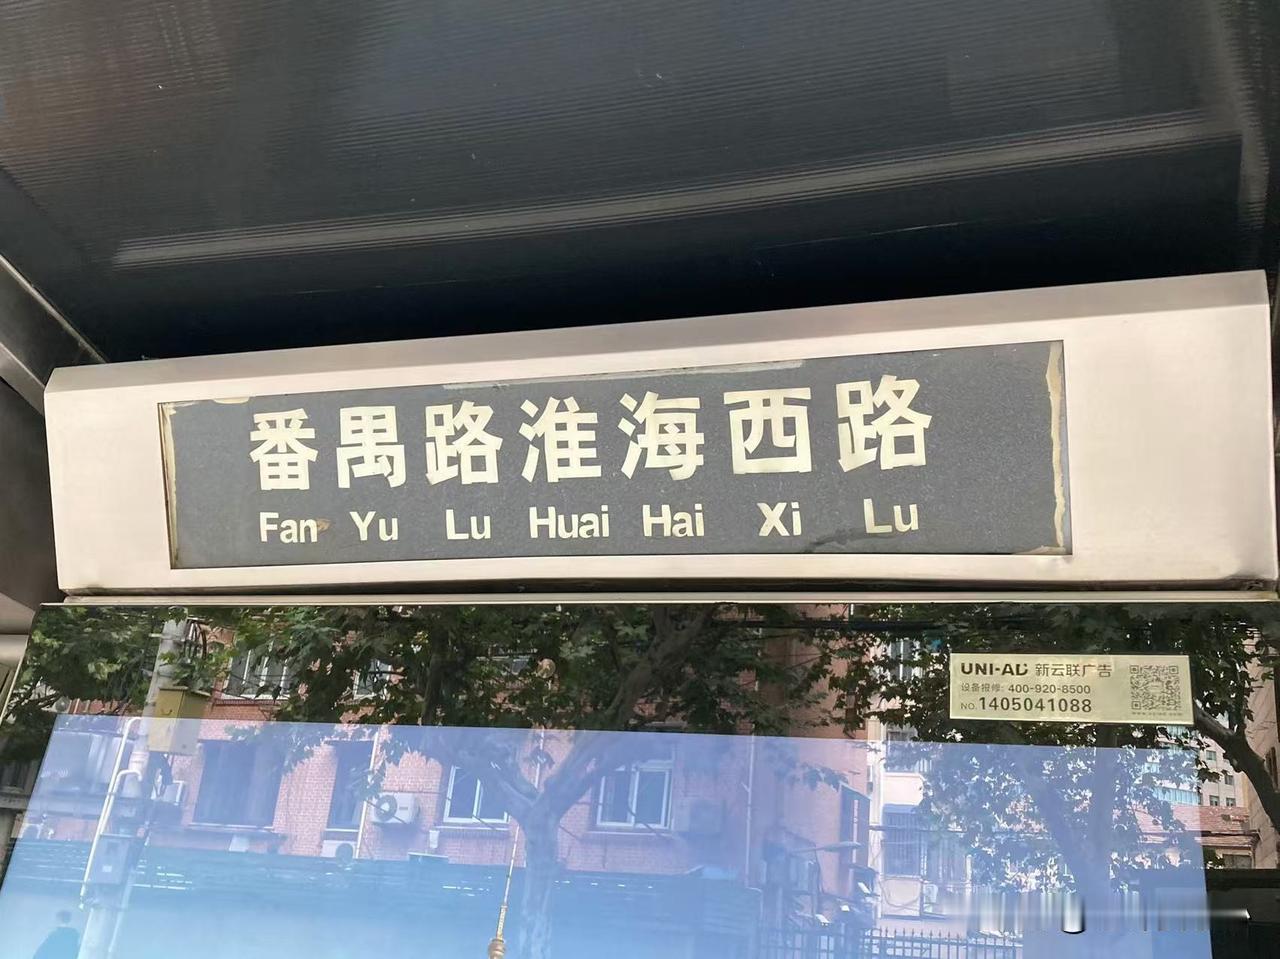 番禺路淮海西路
Fan Yu Lu Huai Hai Xi Lu
UNI-AD 新云联广告
设备报修: 400-920-8500
NO.1405041088